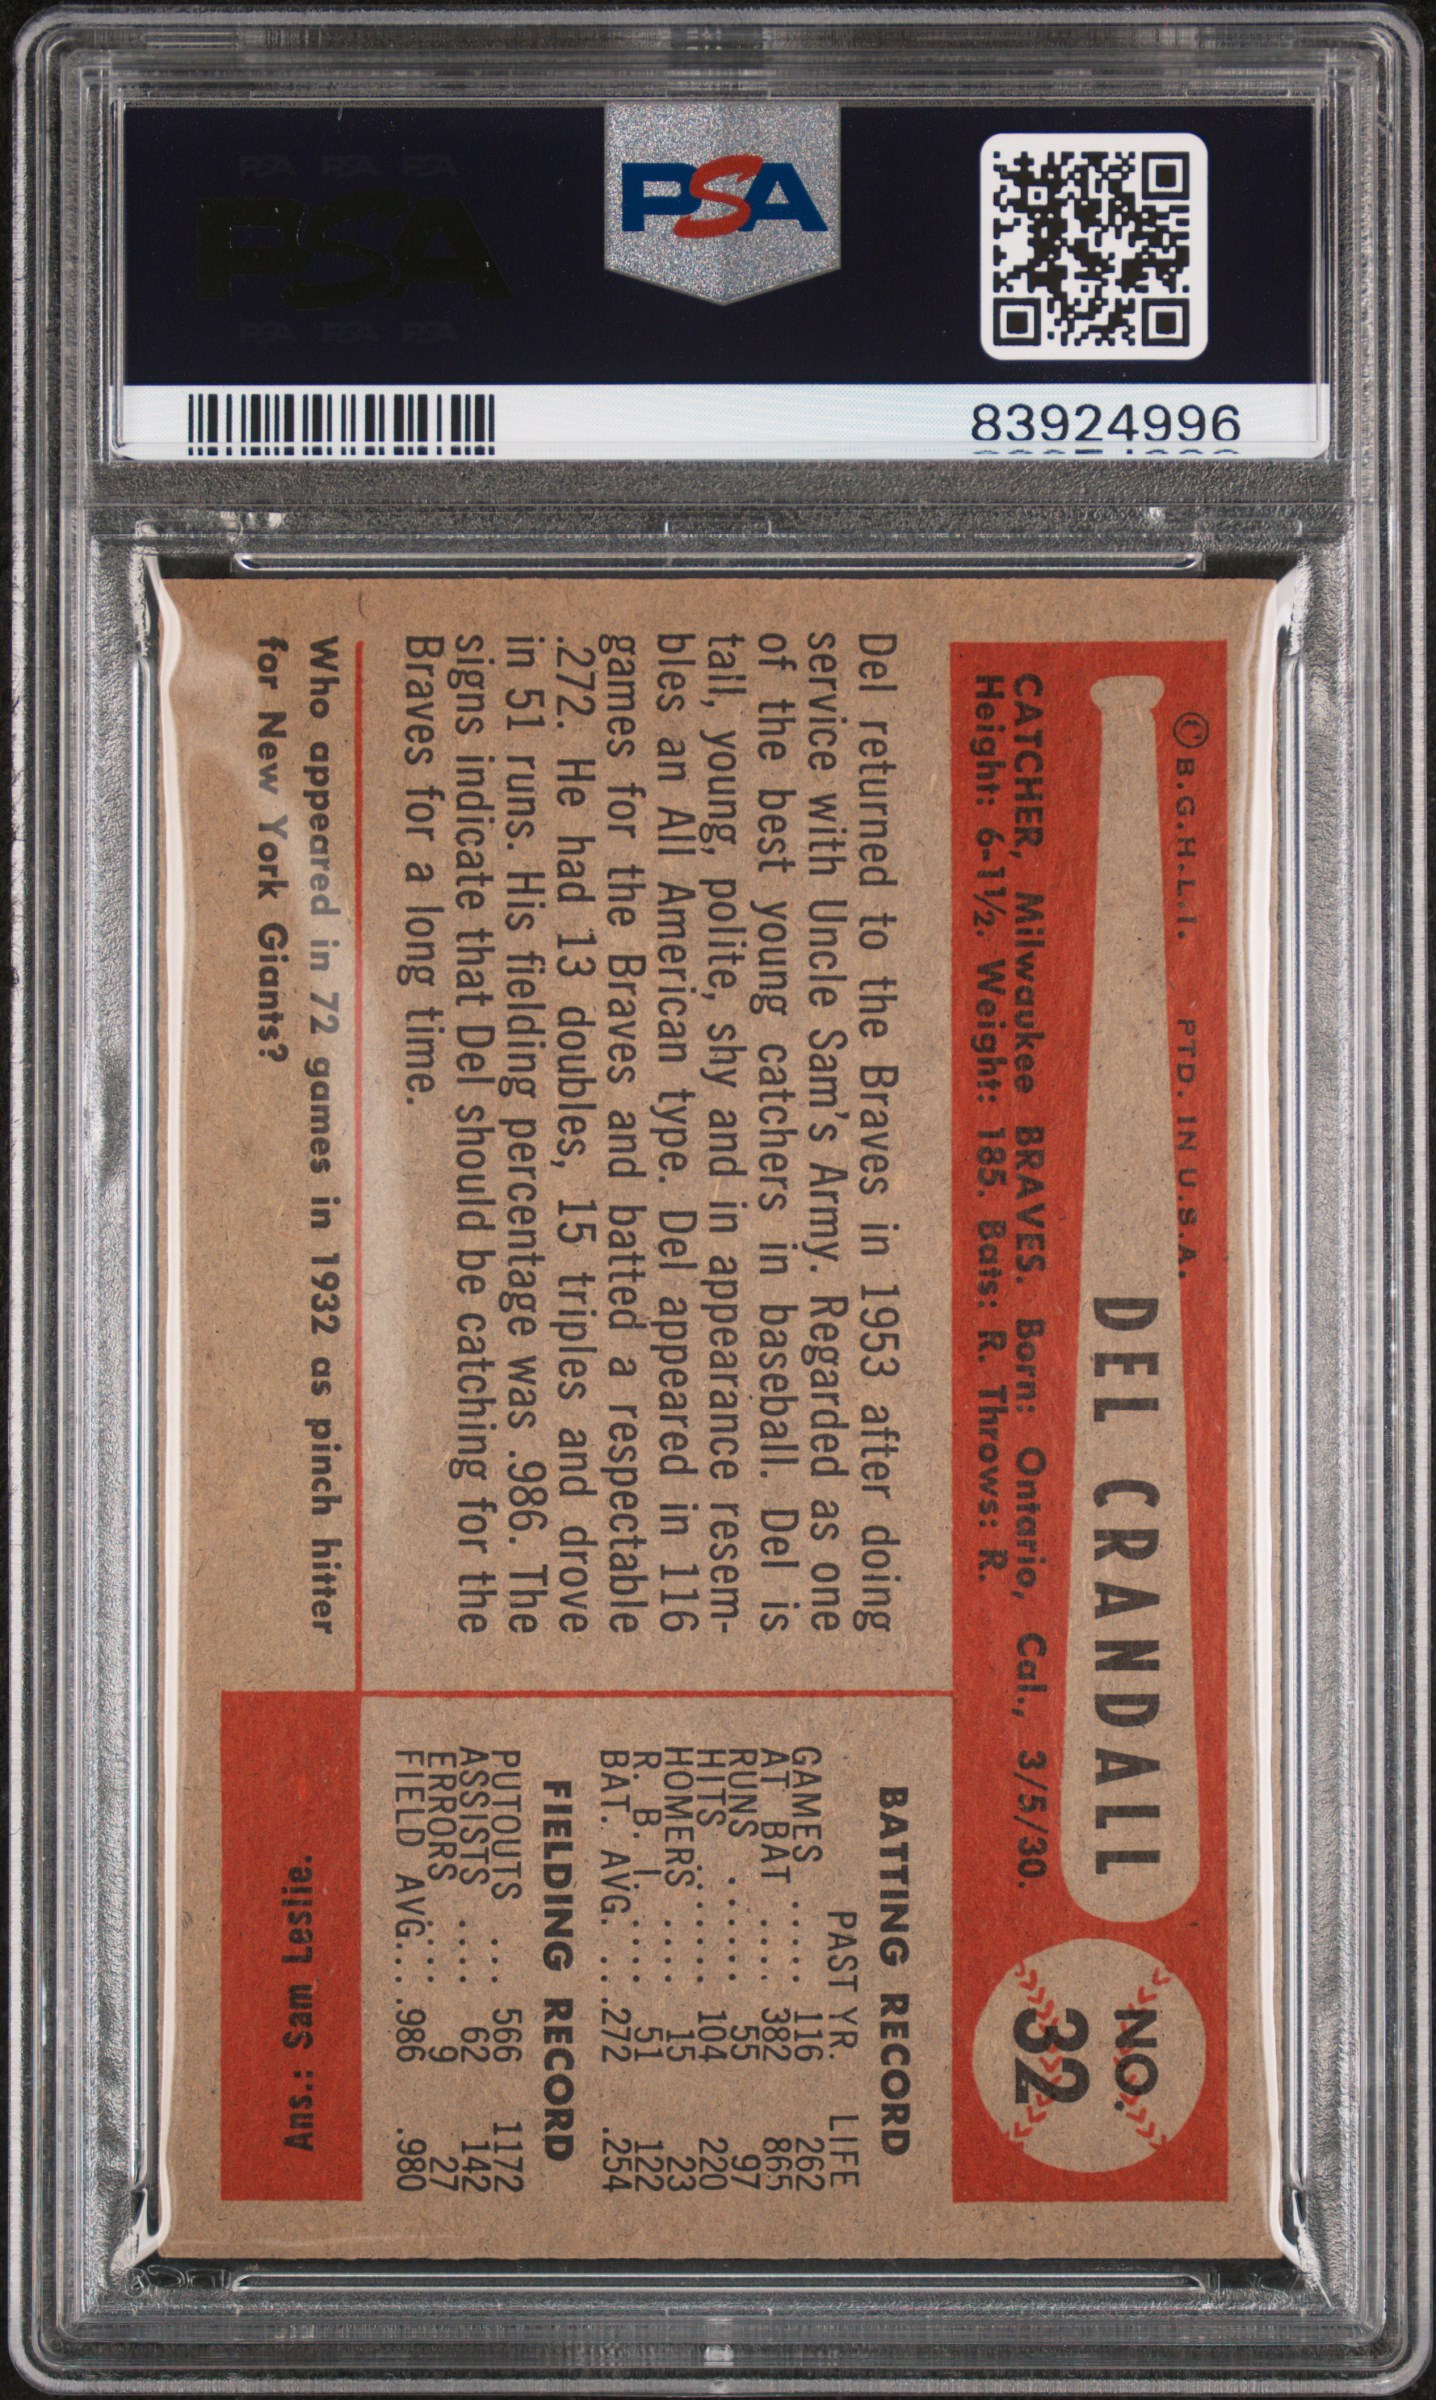 PSA PSA PSA
PSA
PSA PSA PSA
PSA
83924996
© B.G.H.L.I. PTD. IN U.S.A.
DEL CRANDALL
NO.
32
CATCHER, Milwaukee BRAVES. Born: Ontario, Cal., 3/5/30.
Height: 6-1½. Weight: 185. Bats: R. Throws: R.
Del returned to the Braves in 1953 after doing
service with Uncle Sam's Army. Regarded as one
of the best young catchers in baseball. Del is
tail, young, polite, shy and in appearance resem-
bles an All American type. Del appeared in 116
games for the Braves and batted a respectable
.272. He had 13 doubles, 15 triples and drove
in 51 runs. His fielding percentage was .986. The
signs indicate that Del should be catching for the
Braves for a long time.
BATTING RECORD
PAST YR. LIFE
GAMES ..... 116 262
AT BAT .... 382 865
RUNS ...... 55 97
HITS ...... 104 220
HOMERS .... 15 23
R. B. I. .... 51 122
BAT. AVG. ... .272 .254
FIELDING RECORD
PUTOUTS ... 566 1172
ASSISTS .... 62 142
ERRORS .... 9 27
FIELD AVG. .. .986 .980
Who appeared in 72 games in 1932 as pinch hitter
for New York Giants?
Ans.: Sam Leslie.